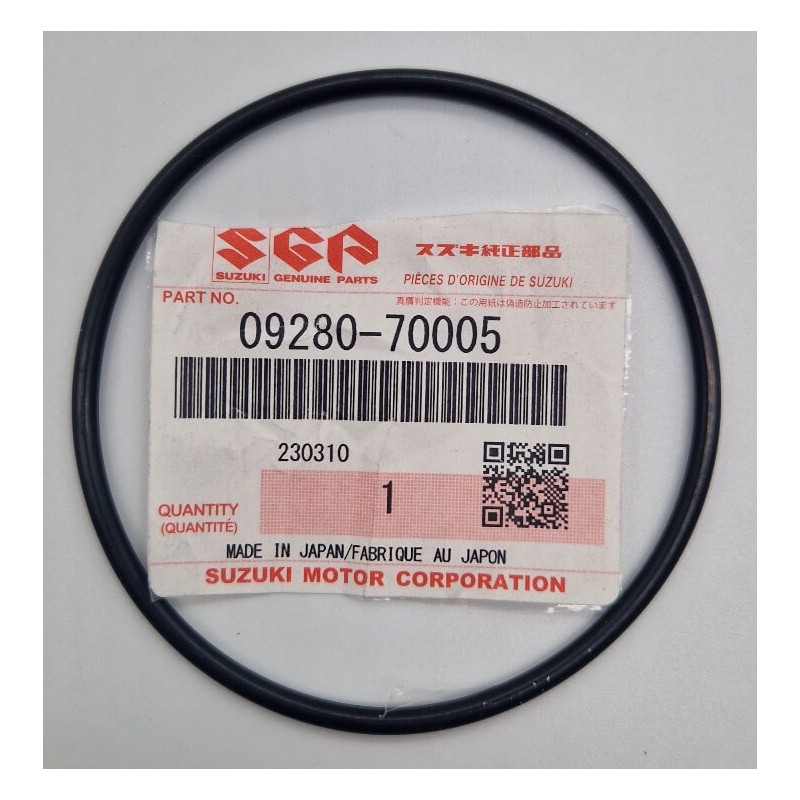 SGP
スズキ純正部品
SUZUKI GENUINE PARTS
PIÈCES D'ORIGINE DE SUZUKI
PART NO.
真贋判定機能:この用紙は偽造防止加工されています
09280-70005
230310
QUANTITY
(QUANTITÉ)
1
MADE IN JAPAN/FABRIQUE AU JAPON
SUZUKI MOTOR CORPORATION